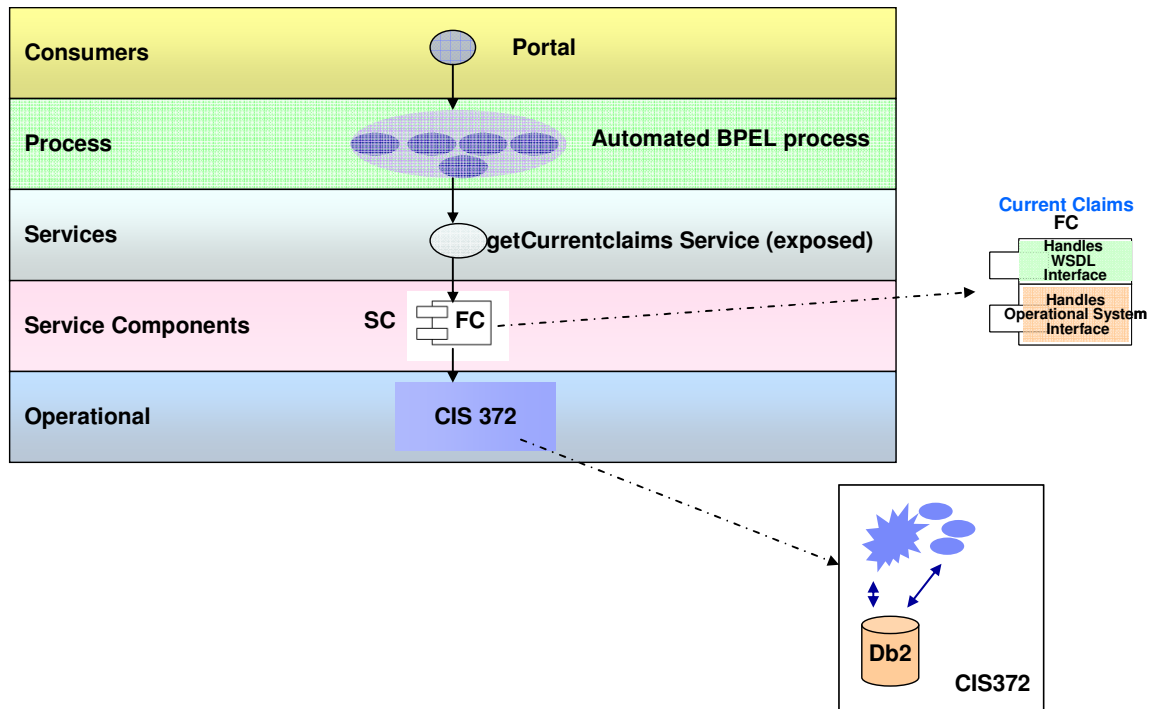 Consumers
Portal
Process
Automated BPEL process
Services
getCurrentclaims Service (exposed)
Service Components
SC
FC
Operational
CIS 372
Current Claims
FC
Handles
WSDL
Interface
Handles
Operational System
Interface
Db2
CIS372